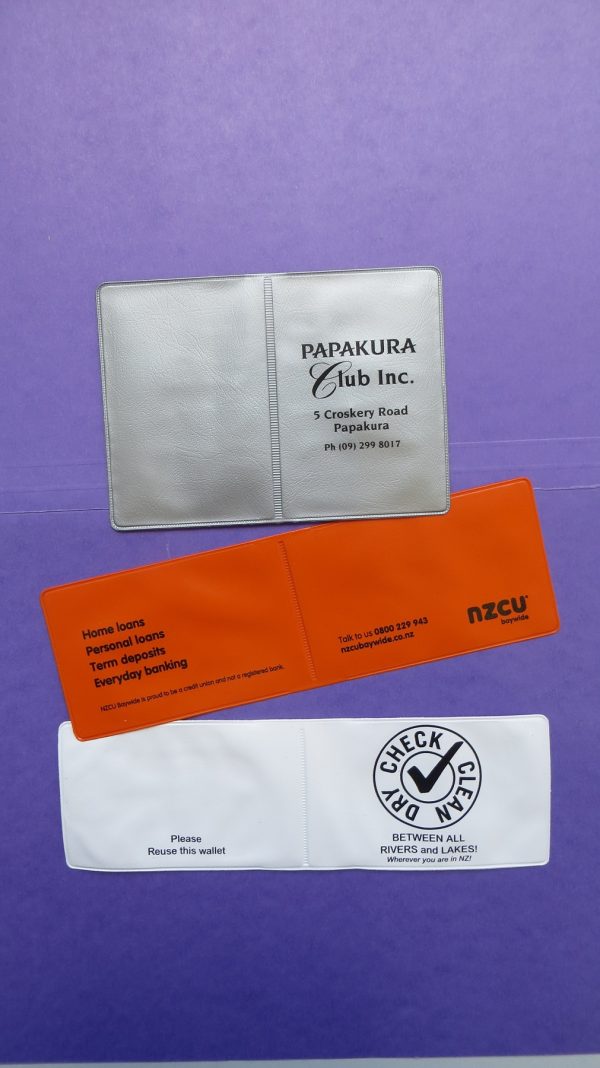 PAPAKURA
Club Inc.
5 Croskery Road
Papakura
Ph (09) 299 8017
Home loans
Personal loans
Term deposits
Everyday banking
NZCU Baywide is proud to be a credit union and not a registered bank.
Talk to us 0800 229 943
nzcubaywide.co.nz
nzcu
baywide
Please
Reuse this wallet
CHECK CLEAN DRY
BETWEEN ALL
RIVERS and LAKES!
Wherever you are in NZ!